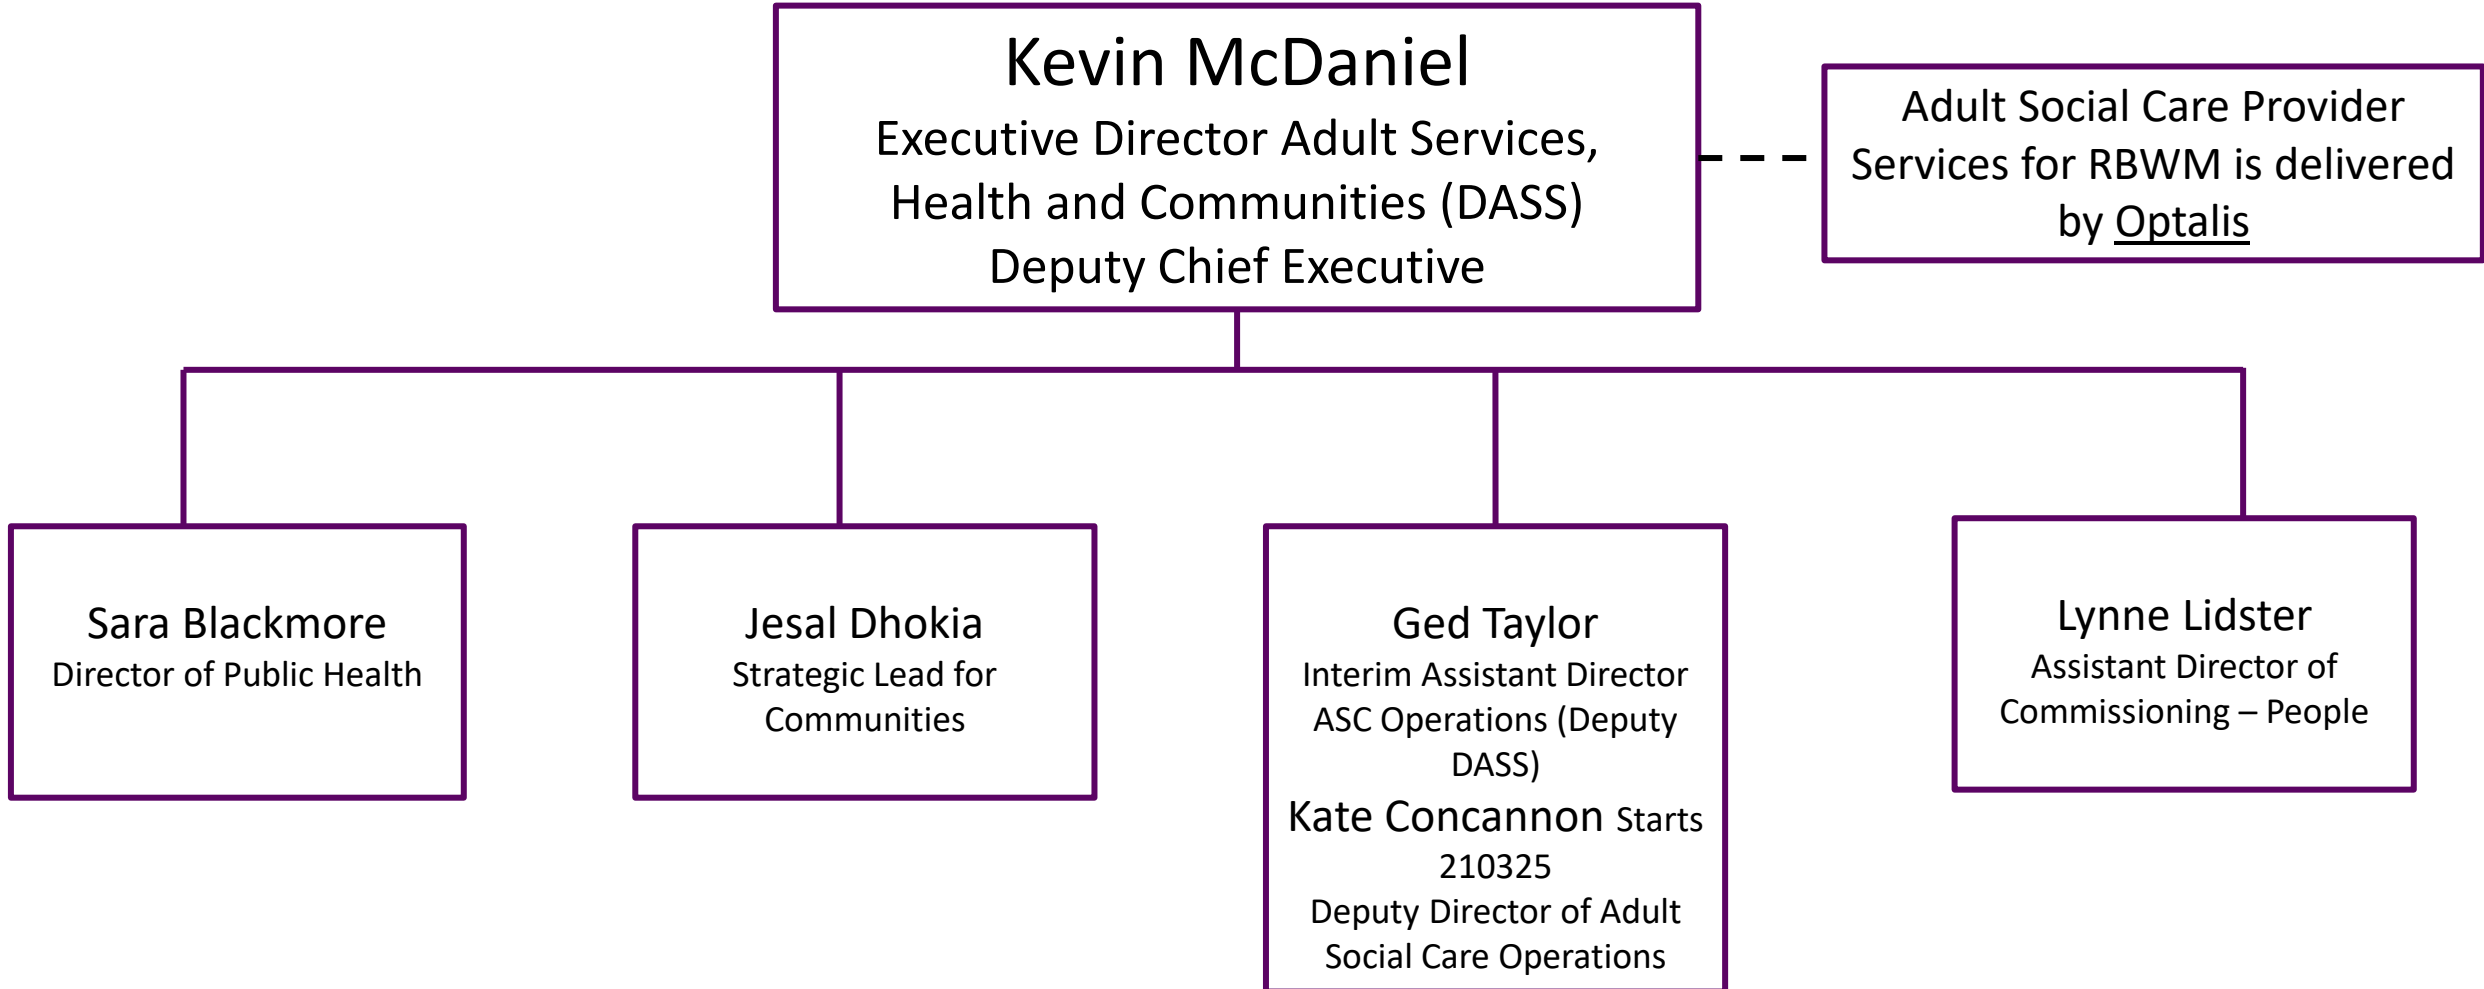 Kevin McDaniel
Executive Director Adult Services,
Health and Communities (DASS)
Deputy Chief Executive
Adult Social Care Provider
Services for RBWM is delivered
by Optalis
Sara Blackmore
Director of Public Health
Jesal Dhokia
Strategic Lead for
Communities
Ged Taylor
Interim Assistant Director
ASC Operations (Deputy
DASS)
Kate Concannon Starts
210325
Deputy Director of Adult
Social Care Operations
Lynne Lidster
Assistant Director of
Commissioning – People